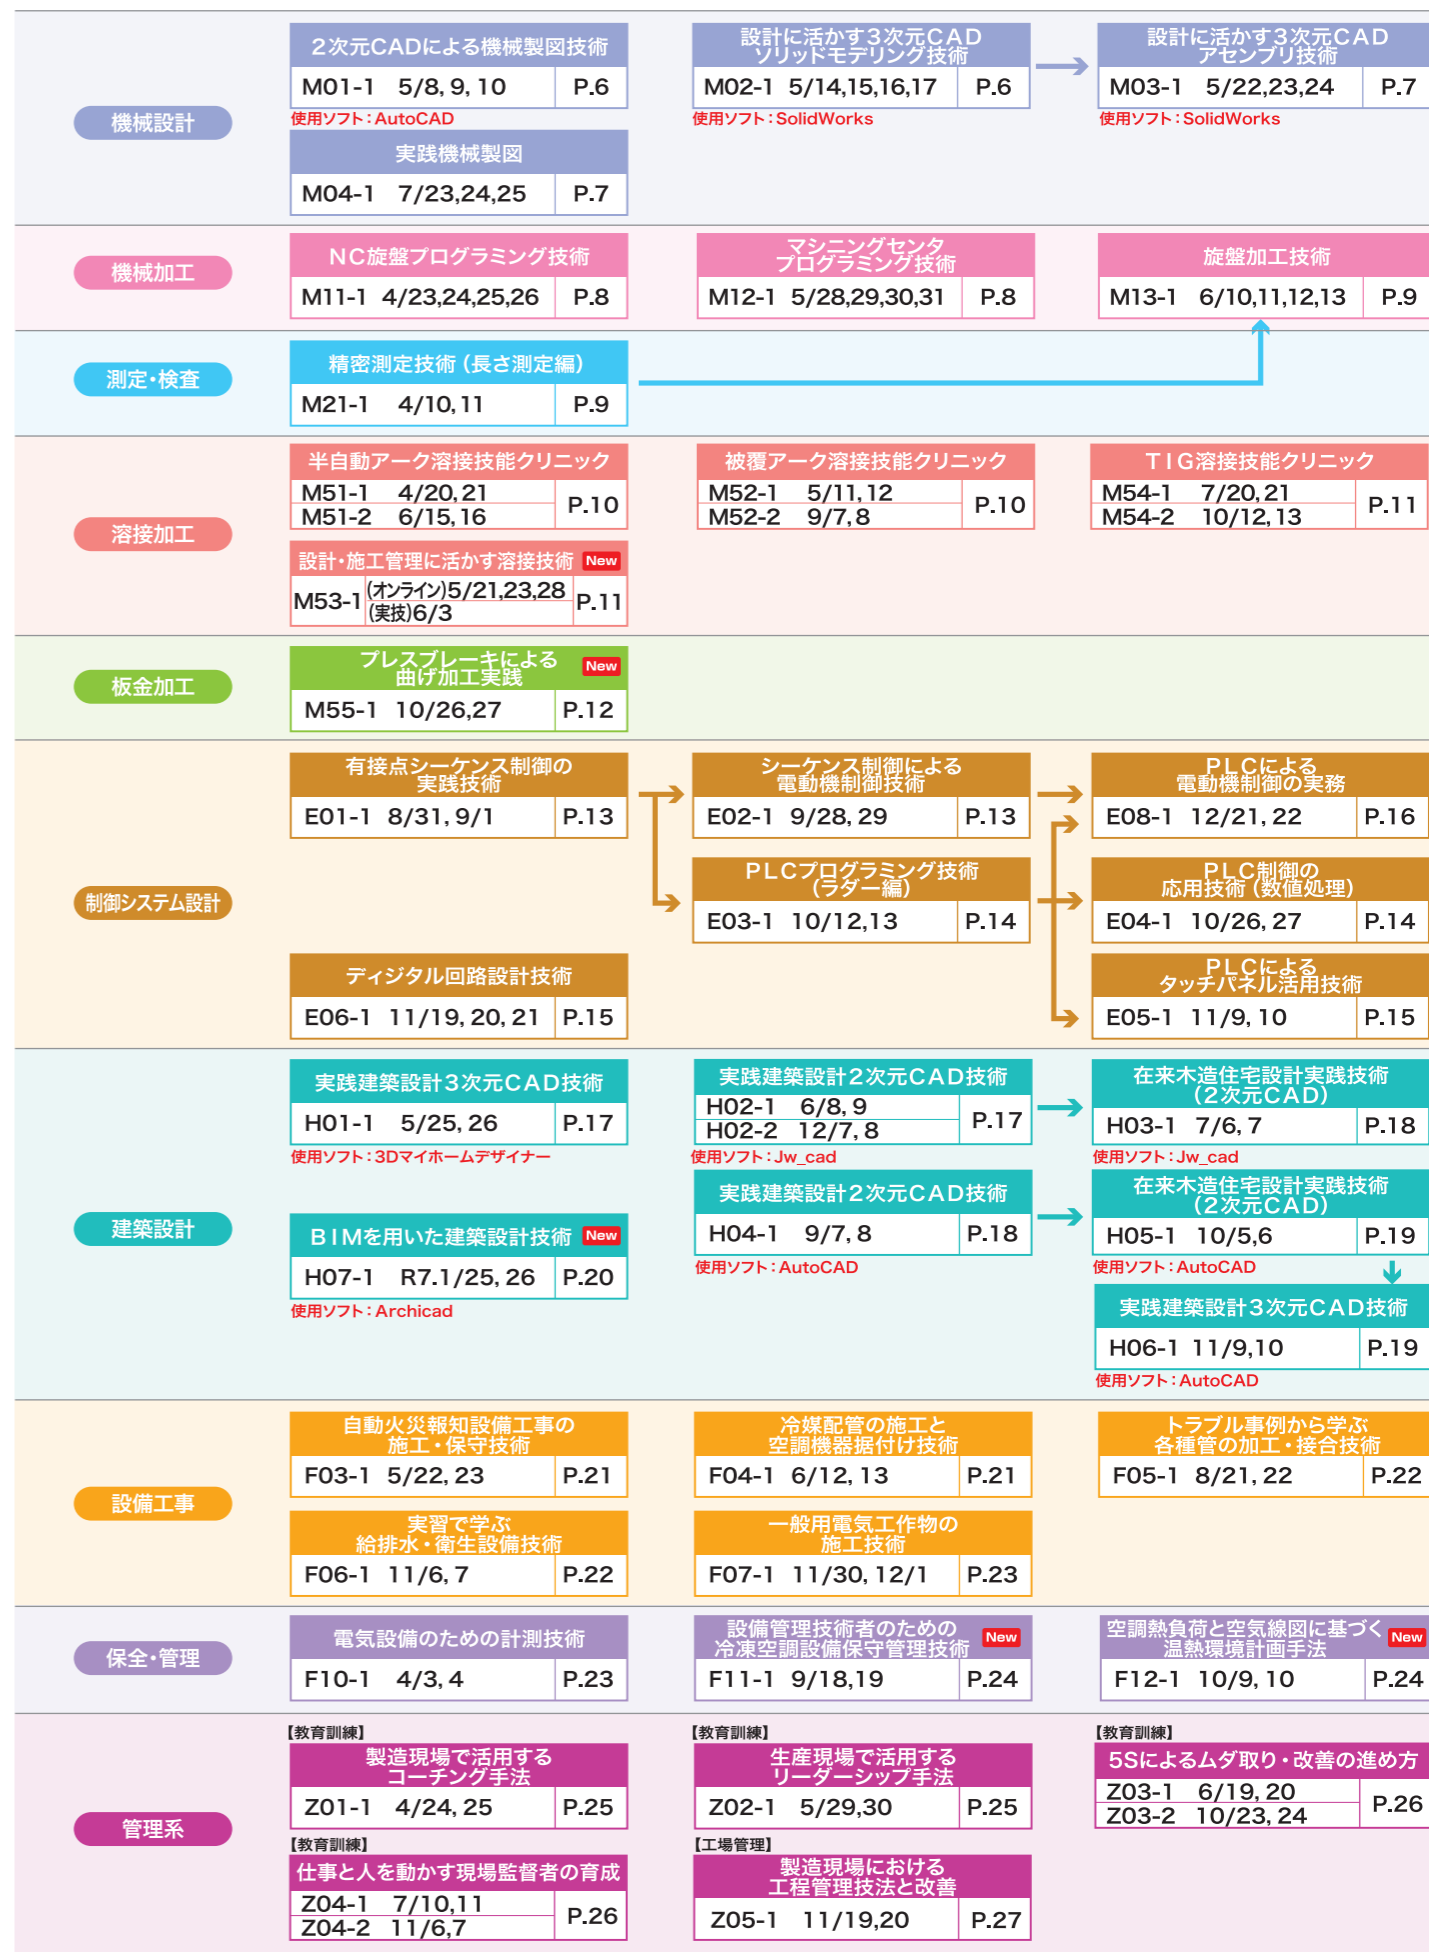 機械設計
2次元CADによる機械製図技術
M01-1 5/8, 9, 10 P.6
使用ソフト：AutoCAD
設計に活かす3次元CAD
ソリッドモデリング技術
M02-1 5/14,15,16,17 P.6
使用ソフト：SolidWorks
設計に活かす3次元CAD
アセンブリ技術
M03-1 5/22,23,24 P.7
使用ソフト：SolidWorks
実践機械製図
M04-1 7/23,24,25 P.7
機械加工
NC旋盤プログラミング技術
M11-1 4/23,24,25,26 P.8
マシニングセンタ
プログラミング技術
M12-1 5/28,29,30,31 P.8
旋盤加工技術
M13-1 6/10,11,12,13 P.9
測定・検査
精密測定技術（長さ測定編）
M21-1 4/10, 11 P.9
溶接加工
半自動アーク溶接技能クリニック
M51-1 4/20, 21
M51-2 6/15, 16
P.10
被覆アーク溶接技能クリニック
M52-1 5/11, 12
M52-2 9/7, 8
P.10
TIG溶接技能クリニック
M54-1 7/20, 21
M54-2 10/12, 13
P.11
設計・施工管理に活かす溶接技術 New
M53-1 (オンライン)5/21,23,28
(実技)6/3
P.11
板金加工
プレスブレーキによる
曲げ加工実践 New
M55-1 10/26,27 P.12
制御システム設計
有接点シーケンス制御の
実践技術
E01-1 8/31, 9/1 P.13
シーケンス制御による
電動機制御技術
E02-1 9/28, 29 P.13
PLCによる
電動機制御の実務
E08-1 12/21, 22 P.16
PLCプログラミング技術
（ラダー編）
E03-1 10/12,13 P.14
PLC制御の
応用技術（数値処理）
E04-1 10/26, 27 P.14
ディジタル回路設計技術
E06-1 11/19, 20, 21 P.15
PLCによる
タッチパネル活用技術
E05-1 11/9, 10 P.15
建築設計
実践建築設計3次元CAD技術
H01-1 5/25, 26 P.17
使用ソフト：3Dマイホームデザイナー
実践建築設計2次元CAD技術
H02-1 6/8, 9
H02-2 12/7, 8
P.17
使用ソフト：Jw_cad
在来木造住宅設計実践技術
（2次元CAD）
H03-1 7/6, 7 P.18
使用ソフト：Jw_cad
BIMを用いた建築設計技術 New
H07-1 R7.1/25, 26 P.20
使用ソフト：Archicad
実践建築設計2次元CAD技術
H04-1 9/7, 8 P.18
使用ソフト：AutoCAD
在来木造住宅設計実践技術
（2次元CAD）
H05-1 10/5,6 P.19
使用ソフト：AutoCAD
実践建築設計3次元CAD技術
H06-1 11/9,10 P.19
使用ソフト：AutoCAD
設備工事
自動火災報知設備工事の
施工・保守技術
F03-1 5/22, 23 P.21
冷媒配管の施工と
空調機器据付け技術
F04-1 6/12, 13 P.21
トラブル事例から学ぶ
各種管の加工・接合技術
F05-1 8/21, 22 P.22
実習で学ぶ
給排水・衛生設備技術
F06-1 11/6, 7 P.22
一般用電気工作物の
施工技術
F07-1 11/30, 12/1 P.23
保全・管理
電気設備のための計測技術
F10-1 4/3, 4 P.23
設備管理技術者のための
冷凍空調設備保守管理技術 New
F11-1 9/18,19 P.24
空調熱負荷と空気線図に基づく
温熱環境計画手法 New
F12-1 10/9, 10 P.24
管理系
【教育訓練】
製造現場で活用する
コーチング手法
Z01-1 4/24, 25 P.25
【教育訓練】
生産現場で活用する
リーダーシップ手法
Z02-1 5/29,30 P.25
【教育訓練】
5Sによるムダ取り・改善の進め方
Z03-1 6/19, 20
Z03-2 10/23, 24
P.26
【教育訓練】
仕事と人を動かす現場監督者の育成
Z04-1 7/10,11
Z04-2 11/6,7
P.26
【工場管理】
製造現場における
工程管理技法と改善
Z05-1 11/19,20 P.27